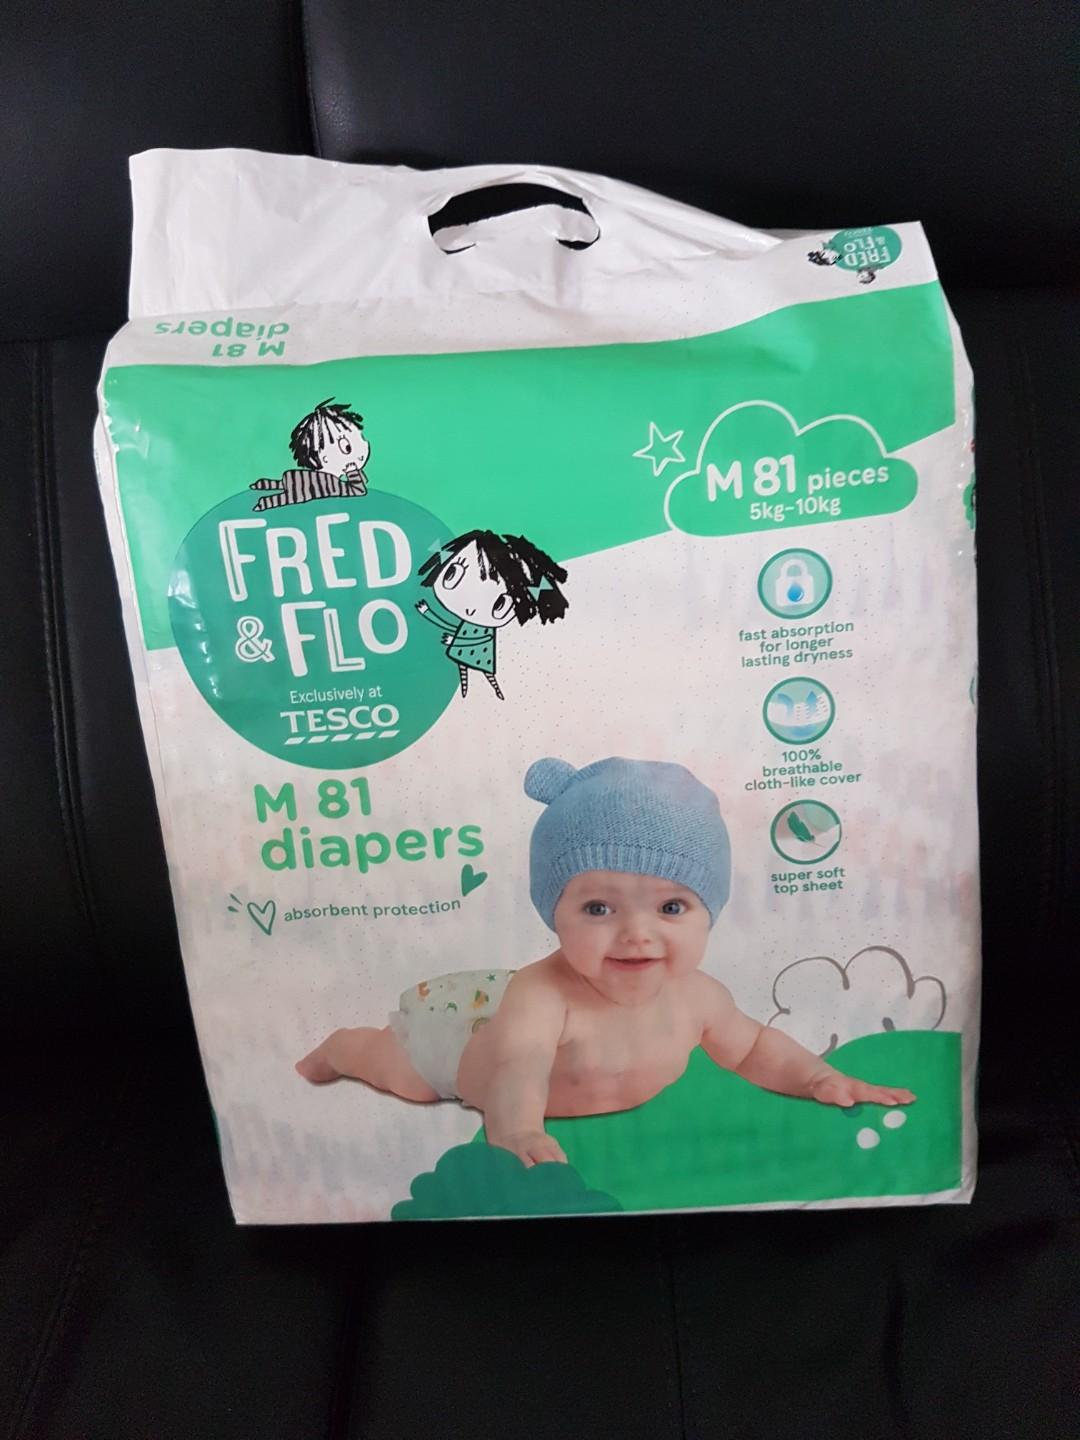 FRED
& FLO
TESCO
M 81
diapers
M 81 pieces
5kg-10kg
FRED
& FLO
Exclusively at
TESCO
fast absorption
for longer
lasting dryness
100%
breathable
cloth-like cover
M 81
diapers
super soft
top sheet
absorbent protection